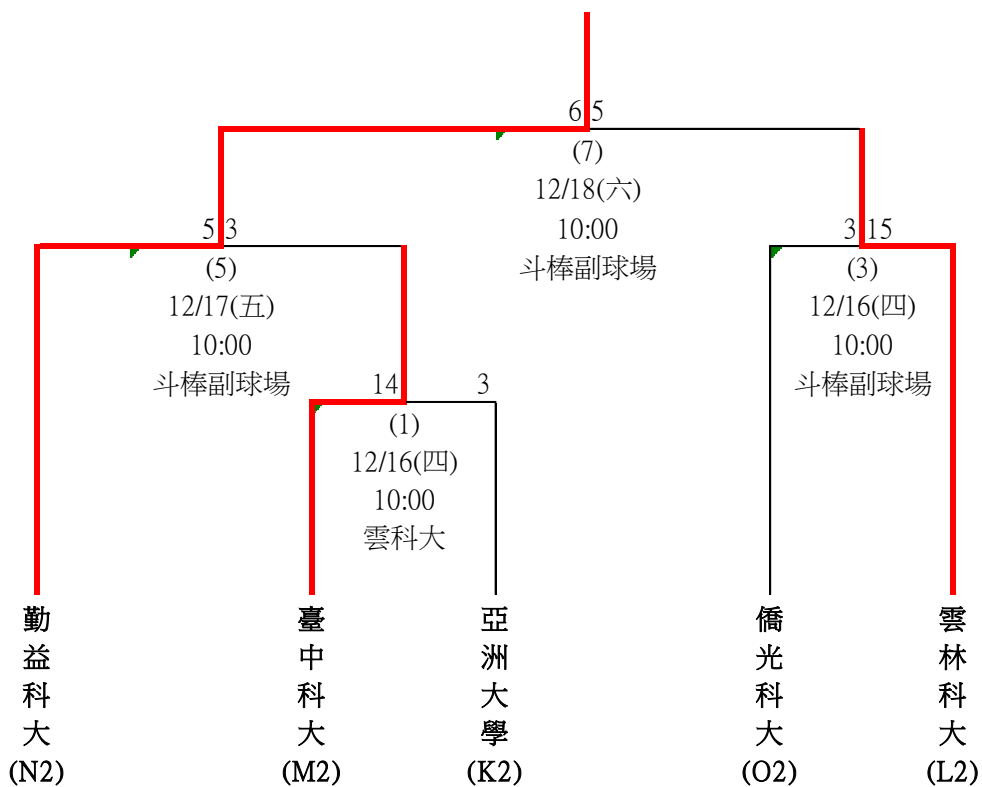 6 5
(7)
12/18(六)
10:00
斗棒副球場
5 3
(5)
12/17(五)
10:00
斗棒副球場
3 15
(3)
12/16(四)
10:00
斗棒副球場
14 3
(1)
12/16(四)
10:00
雲科大
勤益科大
(N2)
臺中科大
(M2)
亞洲大學
(K2)
僑光科大
(O2)
雲林科大
(L2)